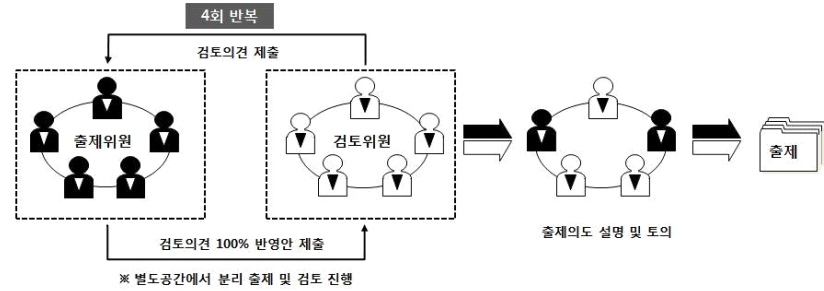 4회 반복
검토의견 제출
출제위원
검토위원
출제
출제의도 설명 및 토의
검토의견 100% 반영안 제출
※ 별도공간에서 분리 출제 및 검토 진행